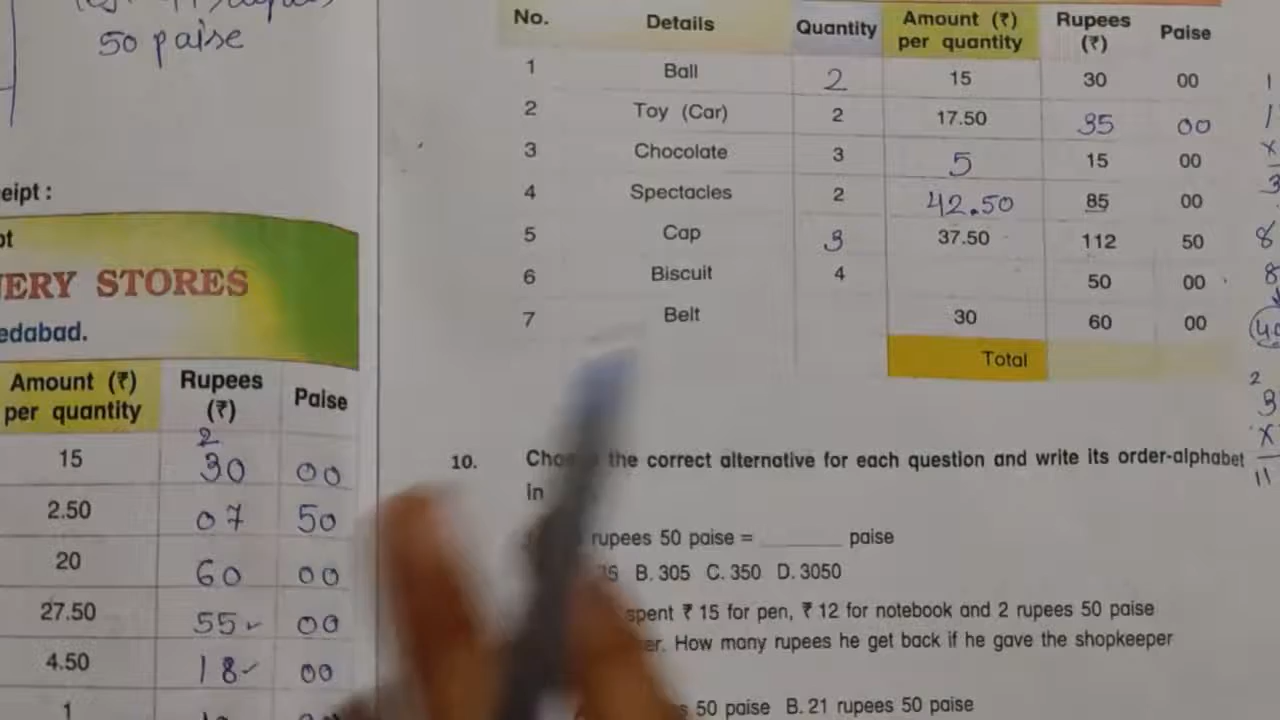 50 paise
eipt :
pt
ERY STORES
edabad.
Amount (₹) per quantity Rupees (₹) Paise
15 30 00
2
2.50 07 50
20 60 00
27.50 55 00
4.50 18 00
1
No. Details Quantity Amount (₹) per quantity Rupees (₹) Paise
1 Ball 2 15 30 00
2 Toy (Car) 2 17.50 35 00
3 Chocolate 3 5 15 00
4 Spectacles 2 42.50 85 00
5 Cap 3 37.50 112 50
6 Biscuit 4 50 00
7 Belt 30 60 00
Total
10. the correct alternative for each question and write its order-alphabet
in
rupees 50 paise = ______ paise
B. 305 C. 350 D. 3050
spent ₹ 15 for pen, ₹ 12 for notebook and 2 rupees 50 paise
er. How many rupees he get back if he gave the shopkeeper
s 50 paise B. 21 rupees 50 paise